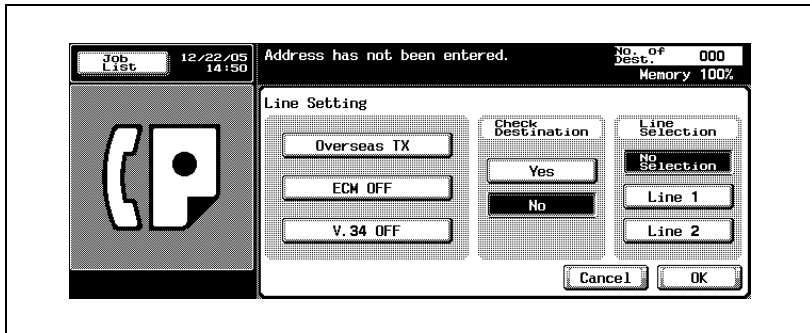 Job
List
12/22/05
14:50
Address has not been entered.
No. of
Dest.
000
Memory 100%
Line Setting
Overseas TX
ECM OFF
V.34 OFF
Check
Destination
Yes
No
Line
Selection
No
Selection
Line 1
Line 2
Cancel
OK